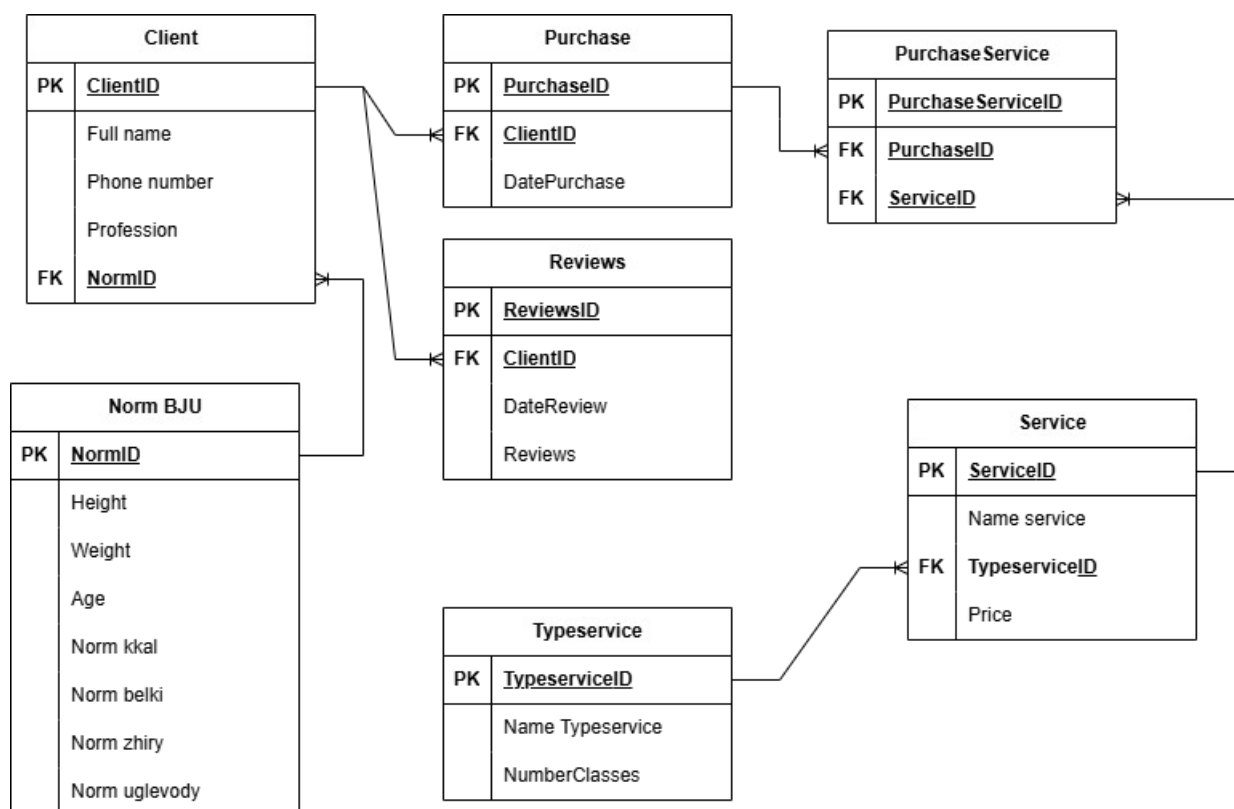 Client
PK ClientID
Full name
Phone number
Profession
FK NormID
Purchase
PK PurchaseID
FK ClientID
DatePurchase
PurchaseService
PK PurchaseServiceID
FK PurchaseID
FK ServiceID
Reviews
PK ReviewsID
FK ClientID
DateReview
Reviews
Norm BJU
PK NormID
Height
Weight
Age
Norm kkal
Norm belki
Norm zhiry
Norm uglevody
Service
PK ServiceID
Name service
FK TypeserviceID
Price
Typeservice
PK TypeserviceID
Name Typeservice
NumberClasses